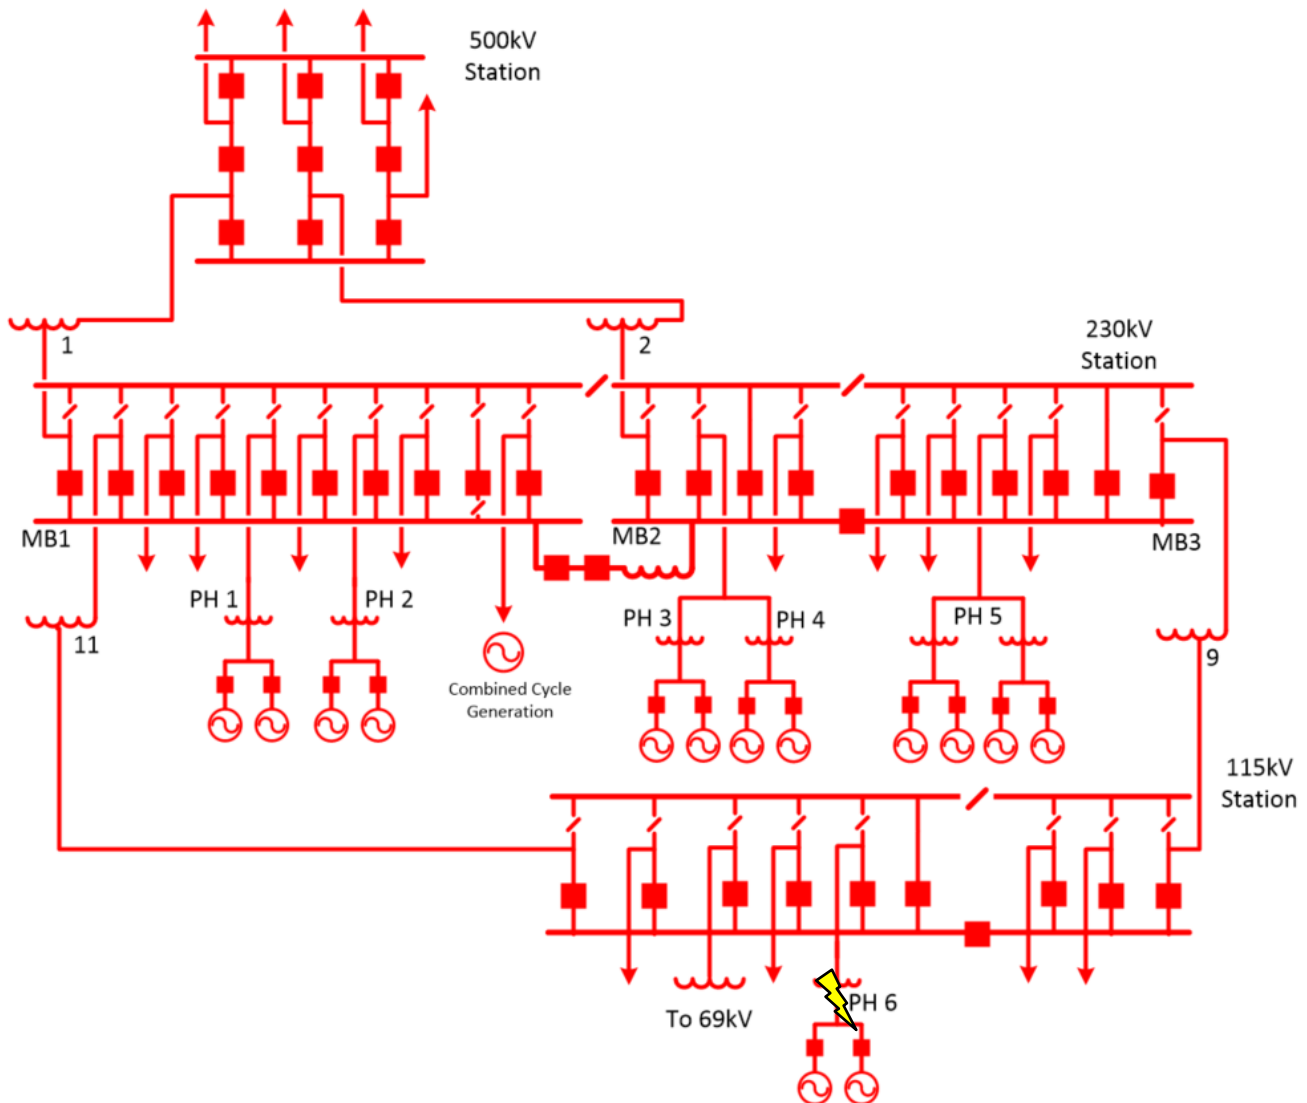 500kV
Station
1
2
230kV
Station
MB1
MB2
MB3
PH 1
PH 2
11
PH 3
PH 4
PH 5
9
Combined Cycle
Generation
115kV
Station
To 69kV
PH 6